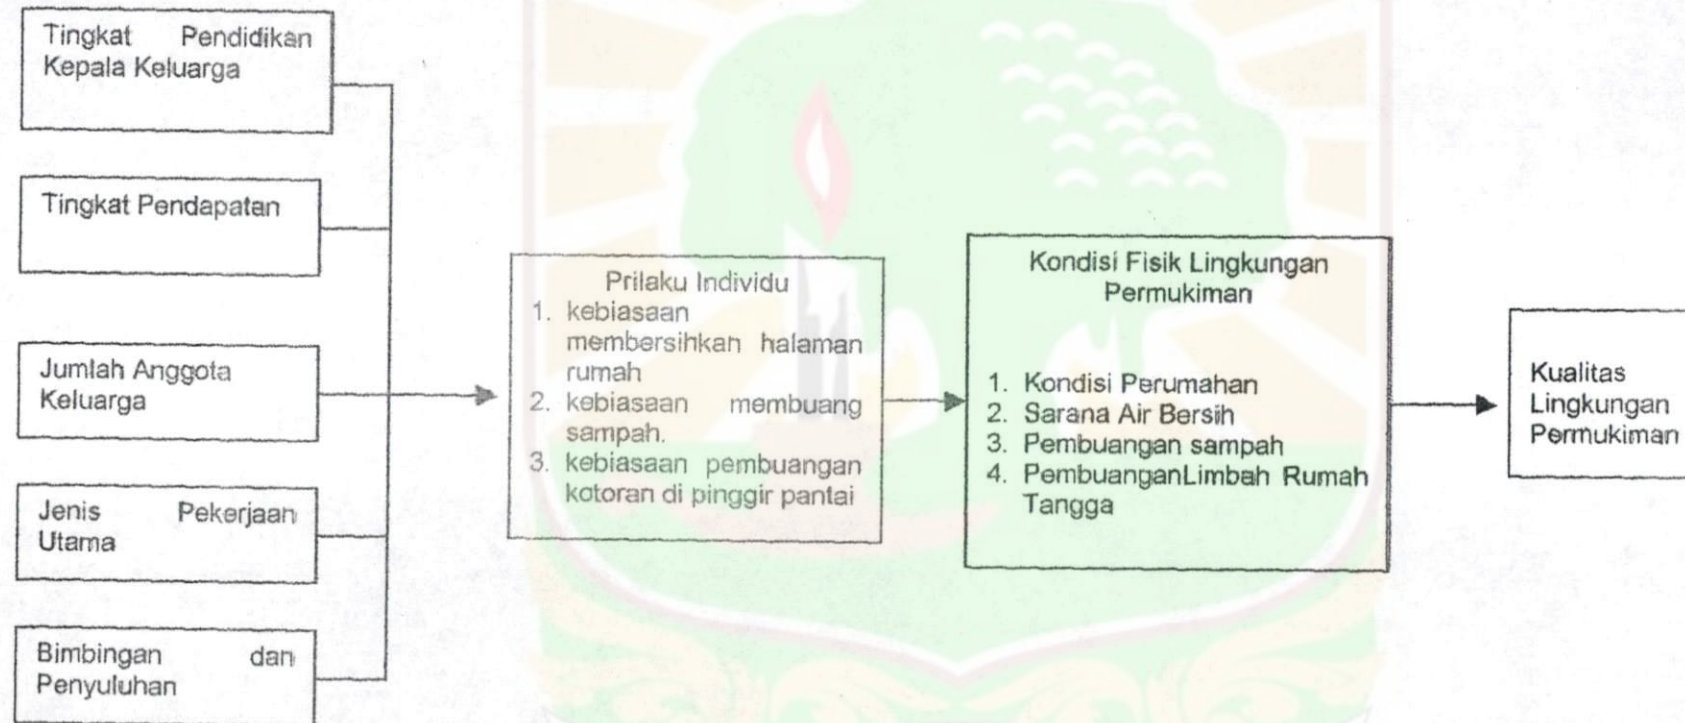 Tingkat Pendidikan
Kepala Keluarga
Tingkat Pendapatan
Jumlah Anggota
Keluarga
Jenis Pekerjaan
Utama
Bimbingan dan
Penyuluhan
Prilaku Individu
1. kebiasaan
membersihkan halaman
rumah
2. kebiasaan membuang
sampah.
3. kebiasaan pembuangan
kotoran di pinggir pantai
Kondisi Fisik Lingkungan
Permukiman
1. Kondisi Perumahan
2. Sarana Air Bersih
3. Pembuangan sampah
4. PembuanganLimbah Rumah
Tangga
Kualitas
Lingkungan
Permukiman